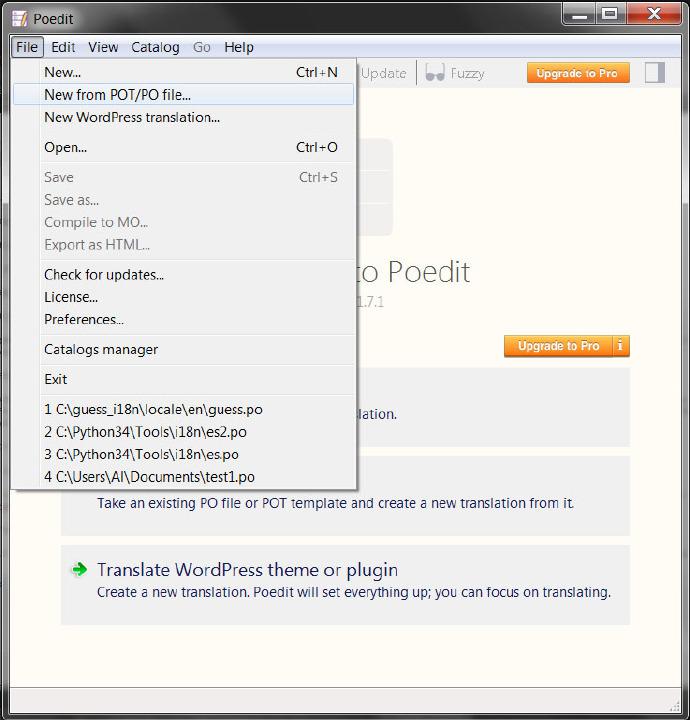 Poedit
File Edit View Catalog Go Help
New... Ctrl+N
Update Fuzzy Upgrade to Pro
New from POT/PO file...
New WordPress translation...
Open... Ctrl+O
Save Ctrl+S
Save as...
Compile to MO...
Export as HTML...
Check for updates...
to Poedit
License...
1.7.1
Preferences...
Catalogs manager
Upgrade to Pro i
Exit
1 C:\guess_i18n\locale\en\guess.po
lation.
2 C:\Python34\Tools\i18n\es2.po
3 C:\Python34\Tools\i18n\es.po
4 C:\Users\Al\Documents\test1.po
Take an existing PO file or POT template and create a new translation from it.
Translate WordPress theme or plugin
Create a new translation. Poedit will set everything up; you can focus on translating.